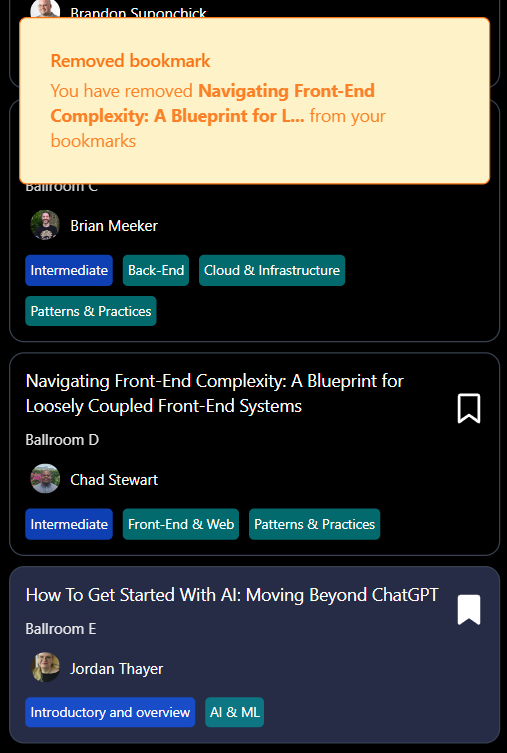 Brandon Suponchick
Removed bookmark
You have removed Navigating Front-End
Complexity: A Blueprint for L... from your
bookmarks
Ballroom C
Brian Meeker
Intermediate Back-End Cloud & Infrastructure
Patterns & Practices
Navigating Front-End Complexity: A Blueprint for
Loosely Coupled Front-End Systems
Ballroom D
Chad Stewart
Intermediate Front-End & Web Patterns & Practices
How To Get Started With AI: Moving Beyond ChatGPT
Ballroom E
Jordan Thayer
Introductory and overview AI & ML